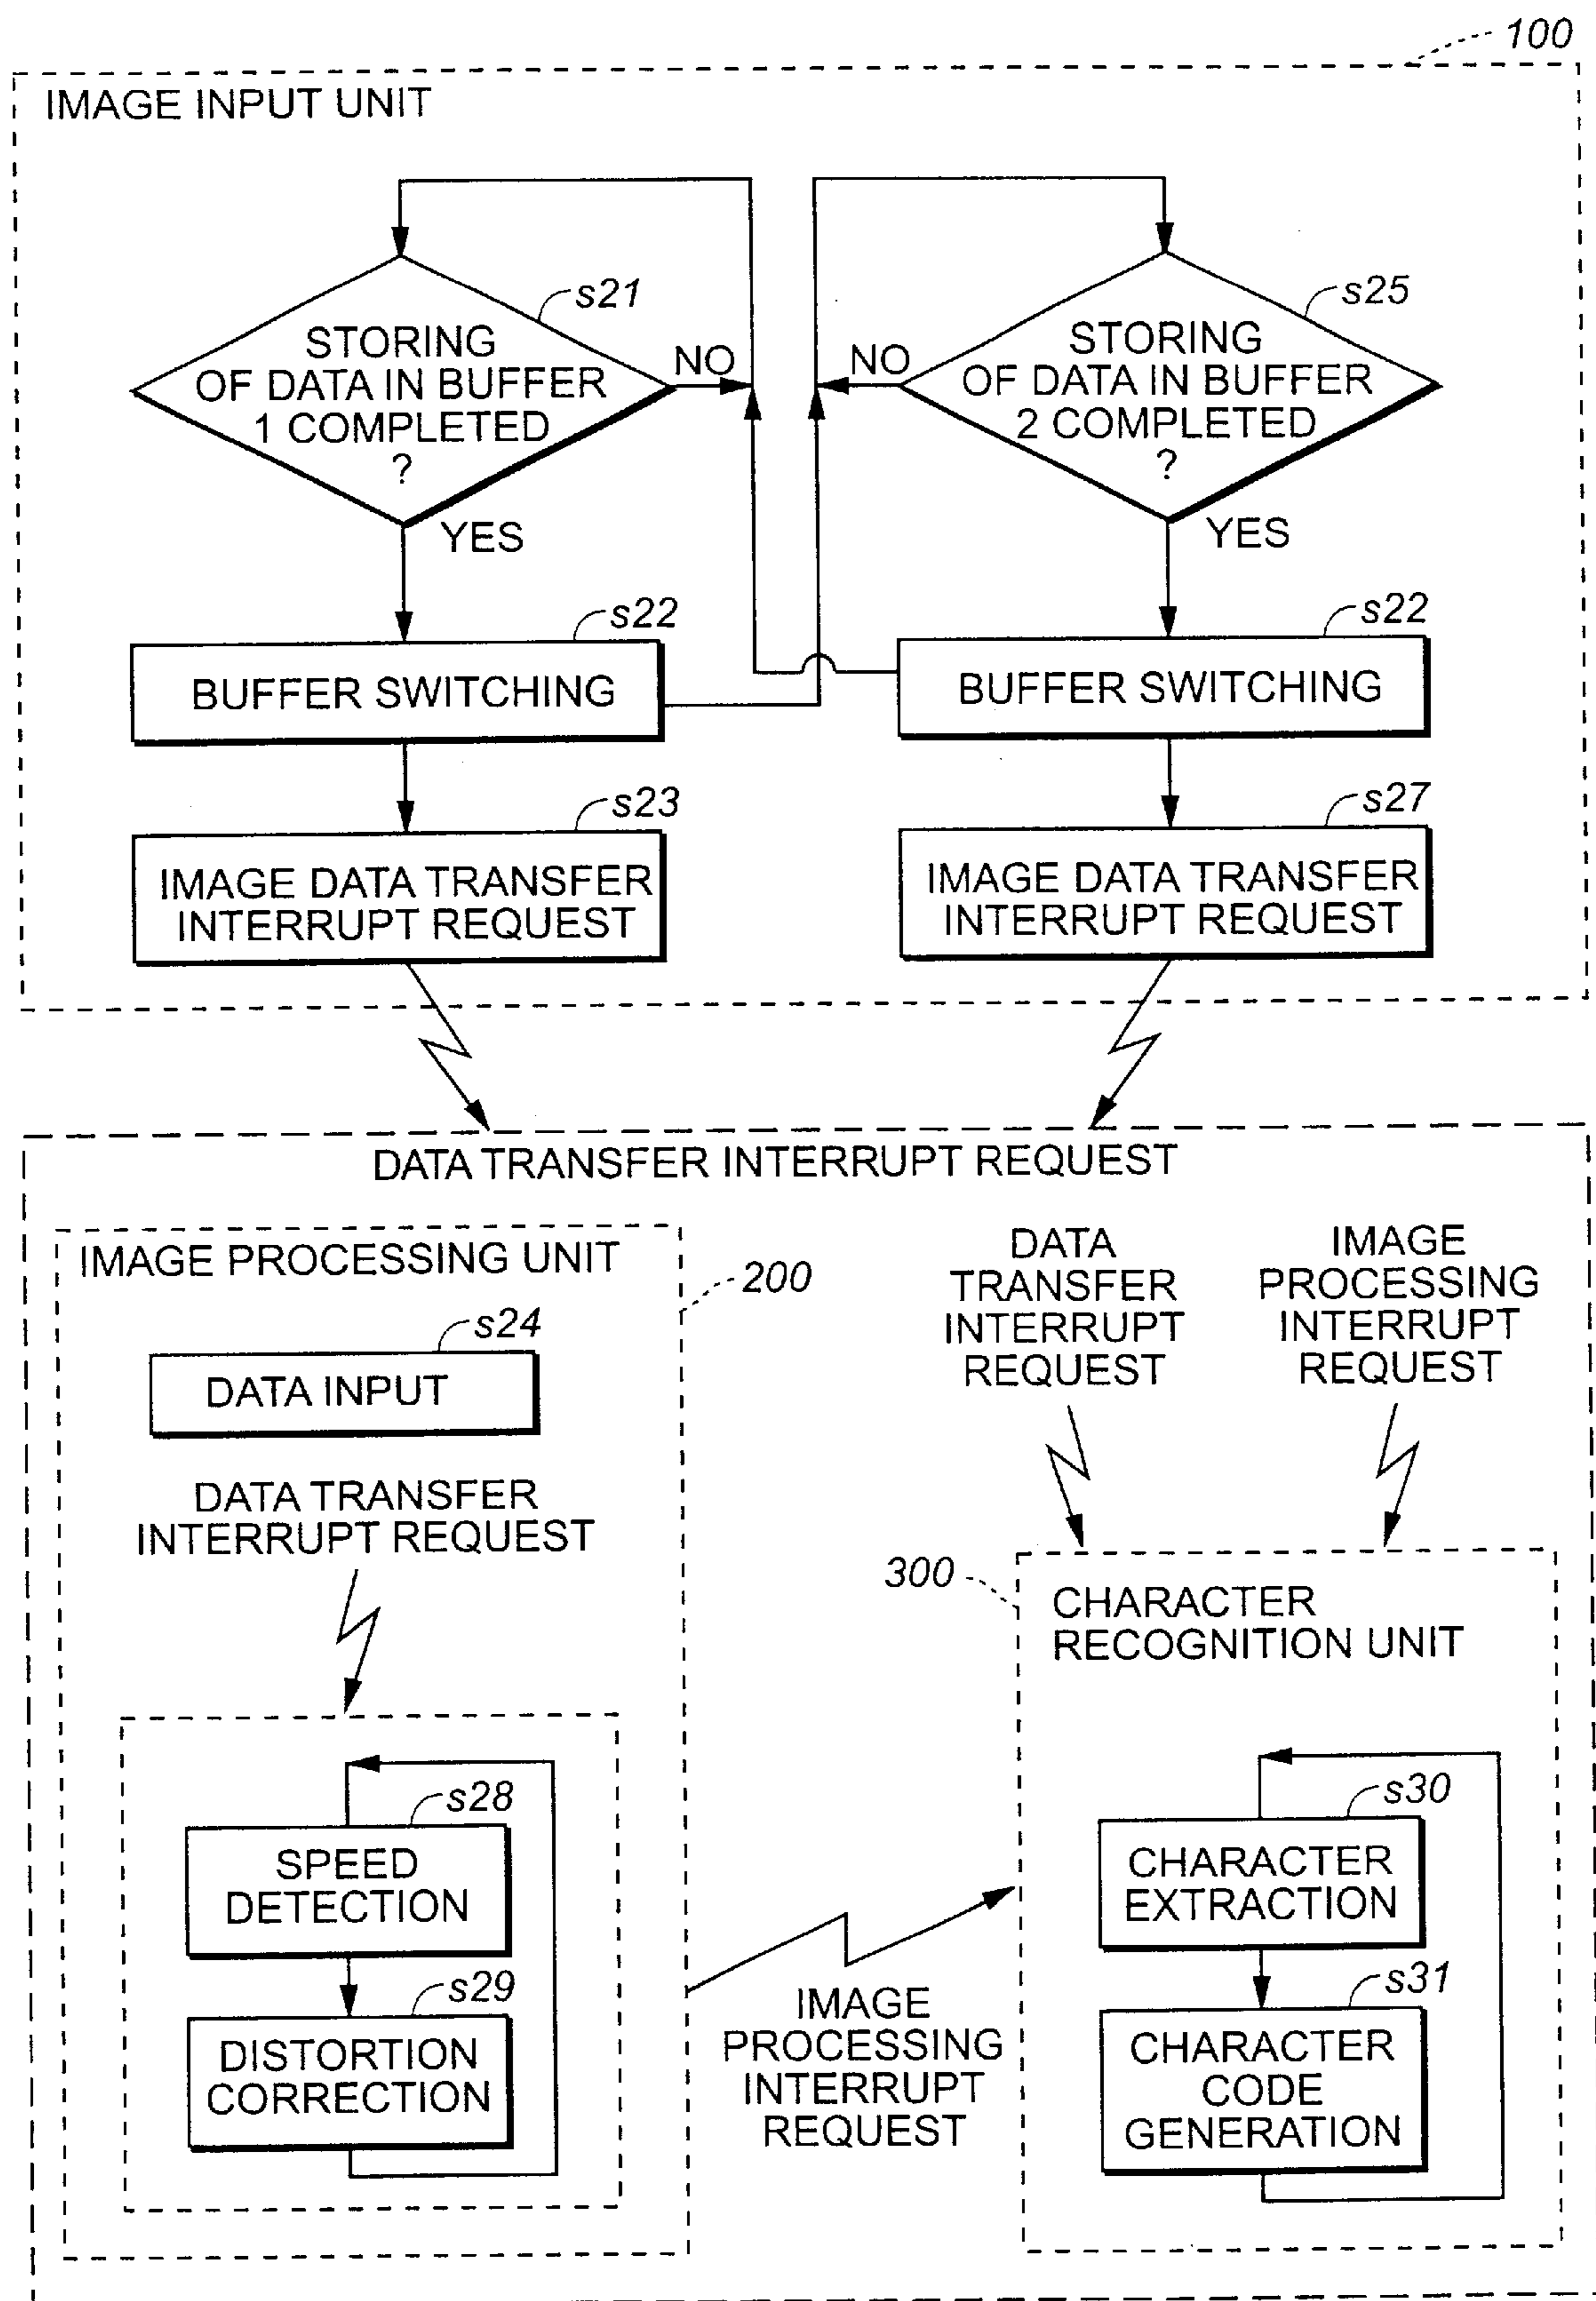 100
IMAGE INPUT UNIT
s21
STORING
OF DATA IN BUFFER
1 COMPLETED
?
NO
YES
s25
STORING
OF DATA IN BUFFER
2 COMPLETED
?
NO
YES
s22
BUFFER SWITCHING
s22
BUFFER SWITCHING
s23
IMAGE DATA TRANSFER
INTERRUPT REQUEST
s27
IMAGE DATA TRANSFER
INTERRUPT REQUEST
DATA TRANSFER INTERRUPT REQUEST
IMAGE PROCESSING UNIT
200
s24
DATA INPUT
DATA TRANSFER
INTERRUPT REQUEST
s28
SPEED
DETECTION
s29
DISTORTION
CORRECTION
IMAGE
PROCESSING
INTERRUPT
REQUEST
DATA
TRANSFER
INTERRUPT
REQUEST
IMAGE
PROCESSING
INTERRUPT
REQUEST
300
CHARACTER
RECOGNITION UNIT
s30
CHARACTER
EXTRACTION
s31
CHARACTER
CODE
GENERATION